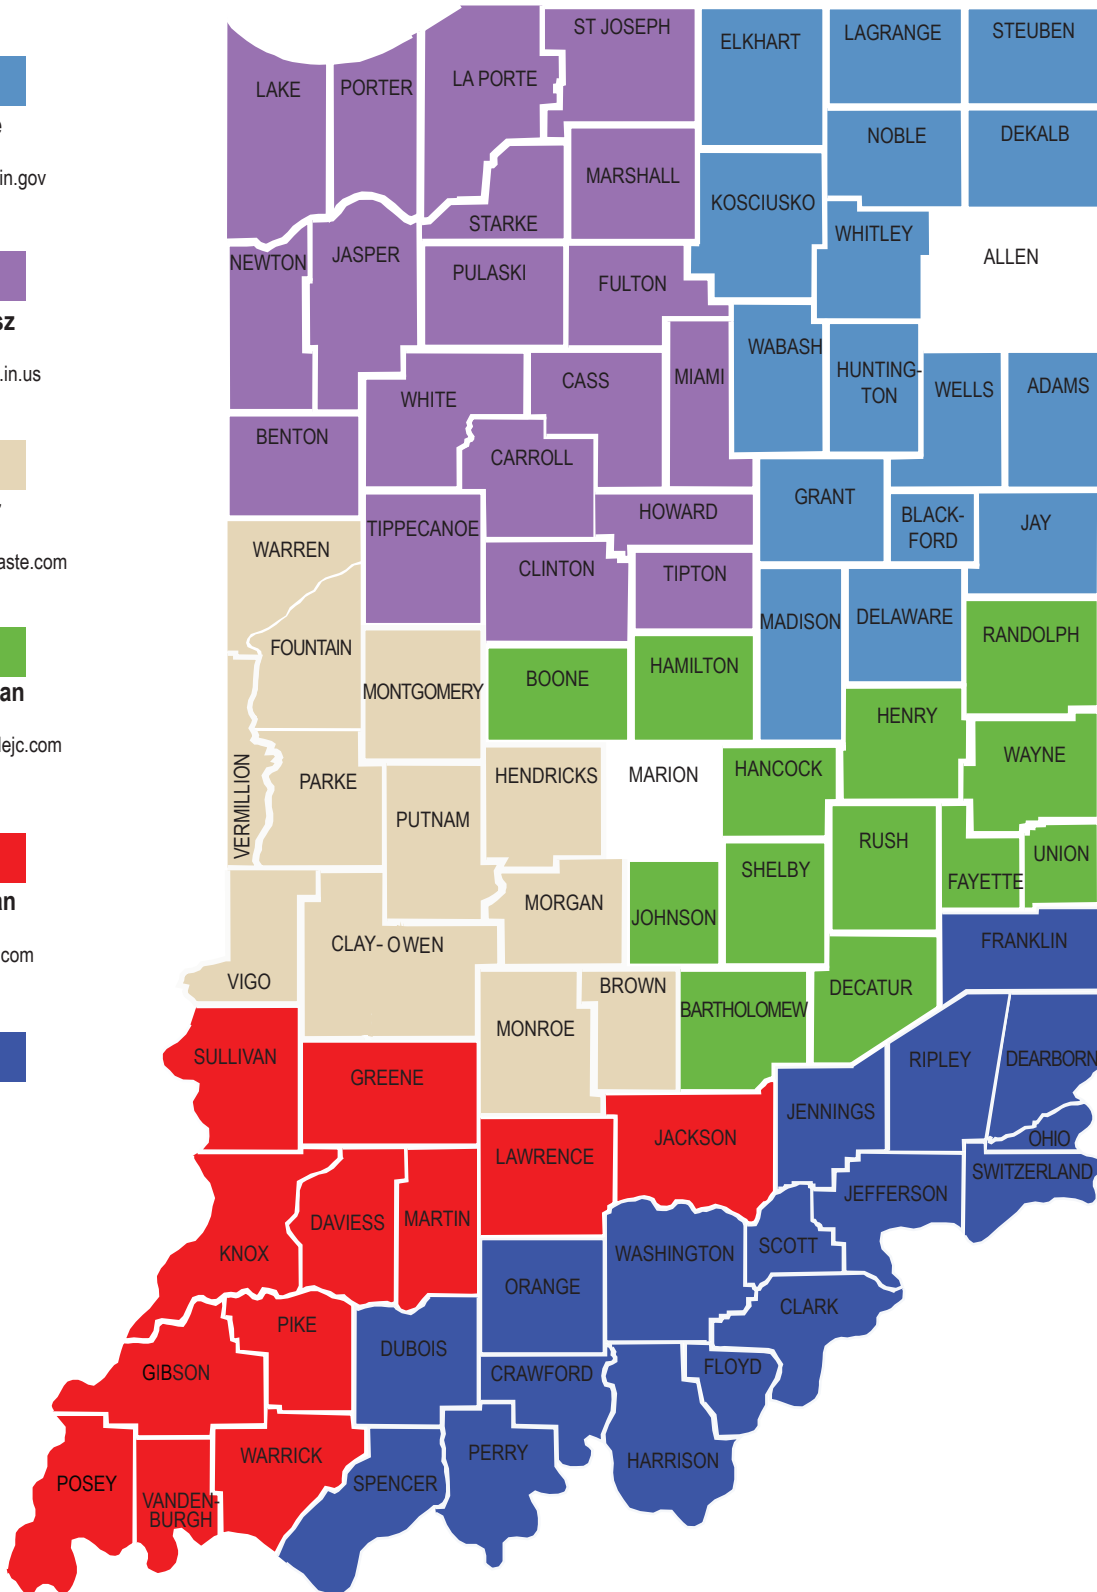 in.gov
sz
.in.us
aste.com
an
lejc.com
an
.com
ST JOSEPH
ELKHART
LAGRANGE
STEUBEN
LAKE
PORTER
LA PORTE
NOBLE
DEKALB
MARSHALL
KOSCIUSKO
STARKE
WHITLEY
NEWTON
JASPER
PULASKI
FULTON
ALLEN
WABASH
HUNTING-
TON
WHITE
CASS
MIAMI
WELLS
ADAMS
BENTON
CARROLL
GRANT
TIPPECANOE
HOWARD
BLACK-
FORD
JAY
WARREN
CLINTON
TIPTON
MADISON
DELAWARE
RANDOLPH
FOUNTAIN
MONTGOMERY
BOONE
HAMILTON
HENRY
WAYNE
VERMILLION
PARKE
PUTNAM
HENDRICKS
MARION
HANCOCK
RUSH
UNION
SHELBY
FAYETTE
MORGAN
JOHNSON
CLAY- OWEN
FRANKLIN
VIGO
BROWN
BARTHOLOMEW
DECATUR
MONROE
SULLIVAN
GREENE
RIPLEY
DEARBORN
JENNINGS
LAWRENCE
JACKSON
OHIO
SWITZERLAND
JEFFERSON
DAVIESS
MARTIN
KNOX
WASHINGTON
SCOTT
ORANGE
CLARK
PIKE
DUBOIS
GIBSON
CRAWFORD
FLOYD
WARRICK
PERRY
HARRISON
POSEY
SPENCER
VANDEN-
BURGH